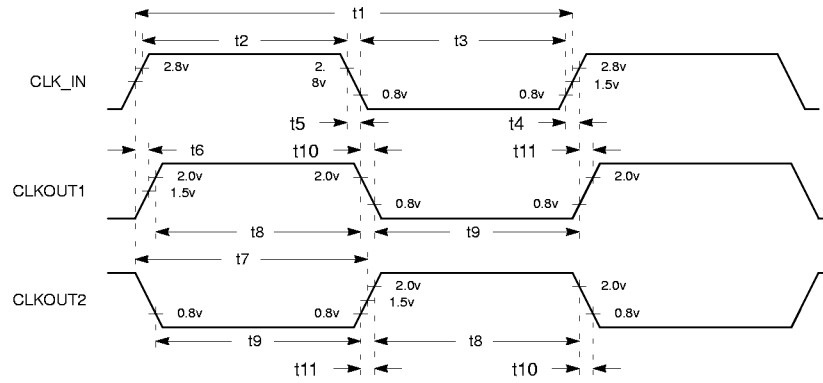 t1
t2
t3
CLK_IN
2.8v
2.
8v
0.8v
0.8v
2.8v
1.5v
t5
t4
t6
t10
t11
CLKOUT1
2.0v
1.5v
2.0v
0.8v
0.8v
2.0v
t8
t9
t7
CLKOUT2
0.8v
0.8v
2.0v
1.5v
2.0v
0.8v
t9
t8
t11
t10